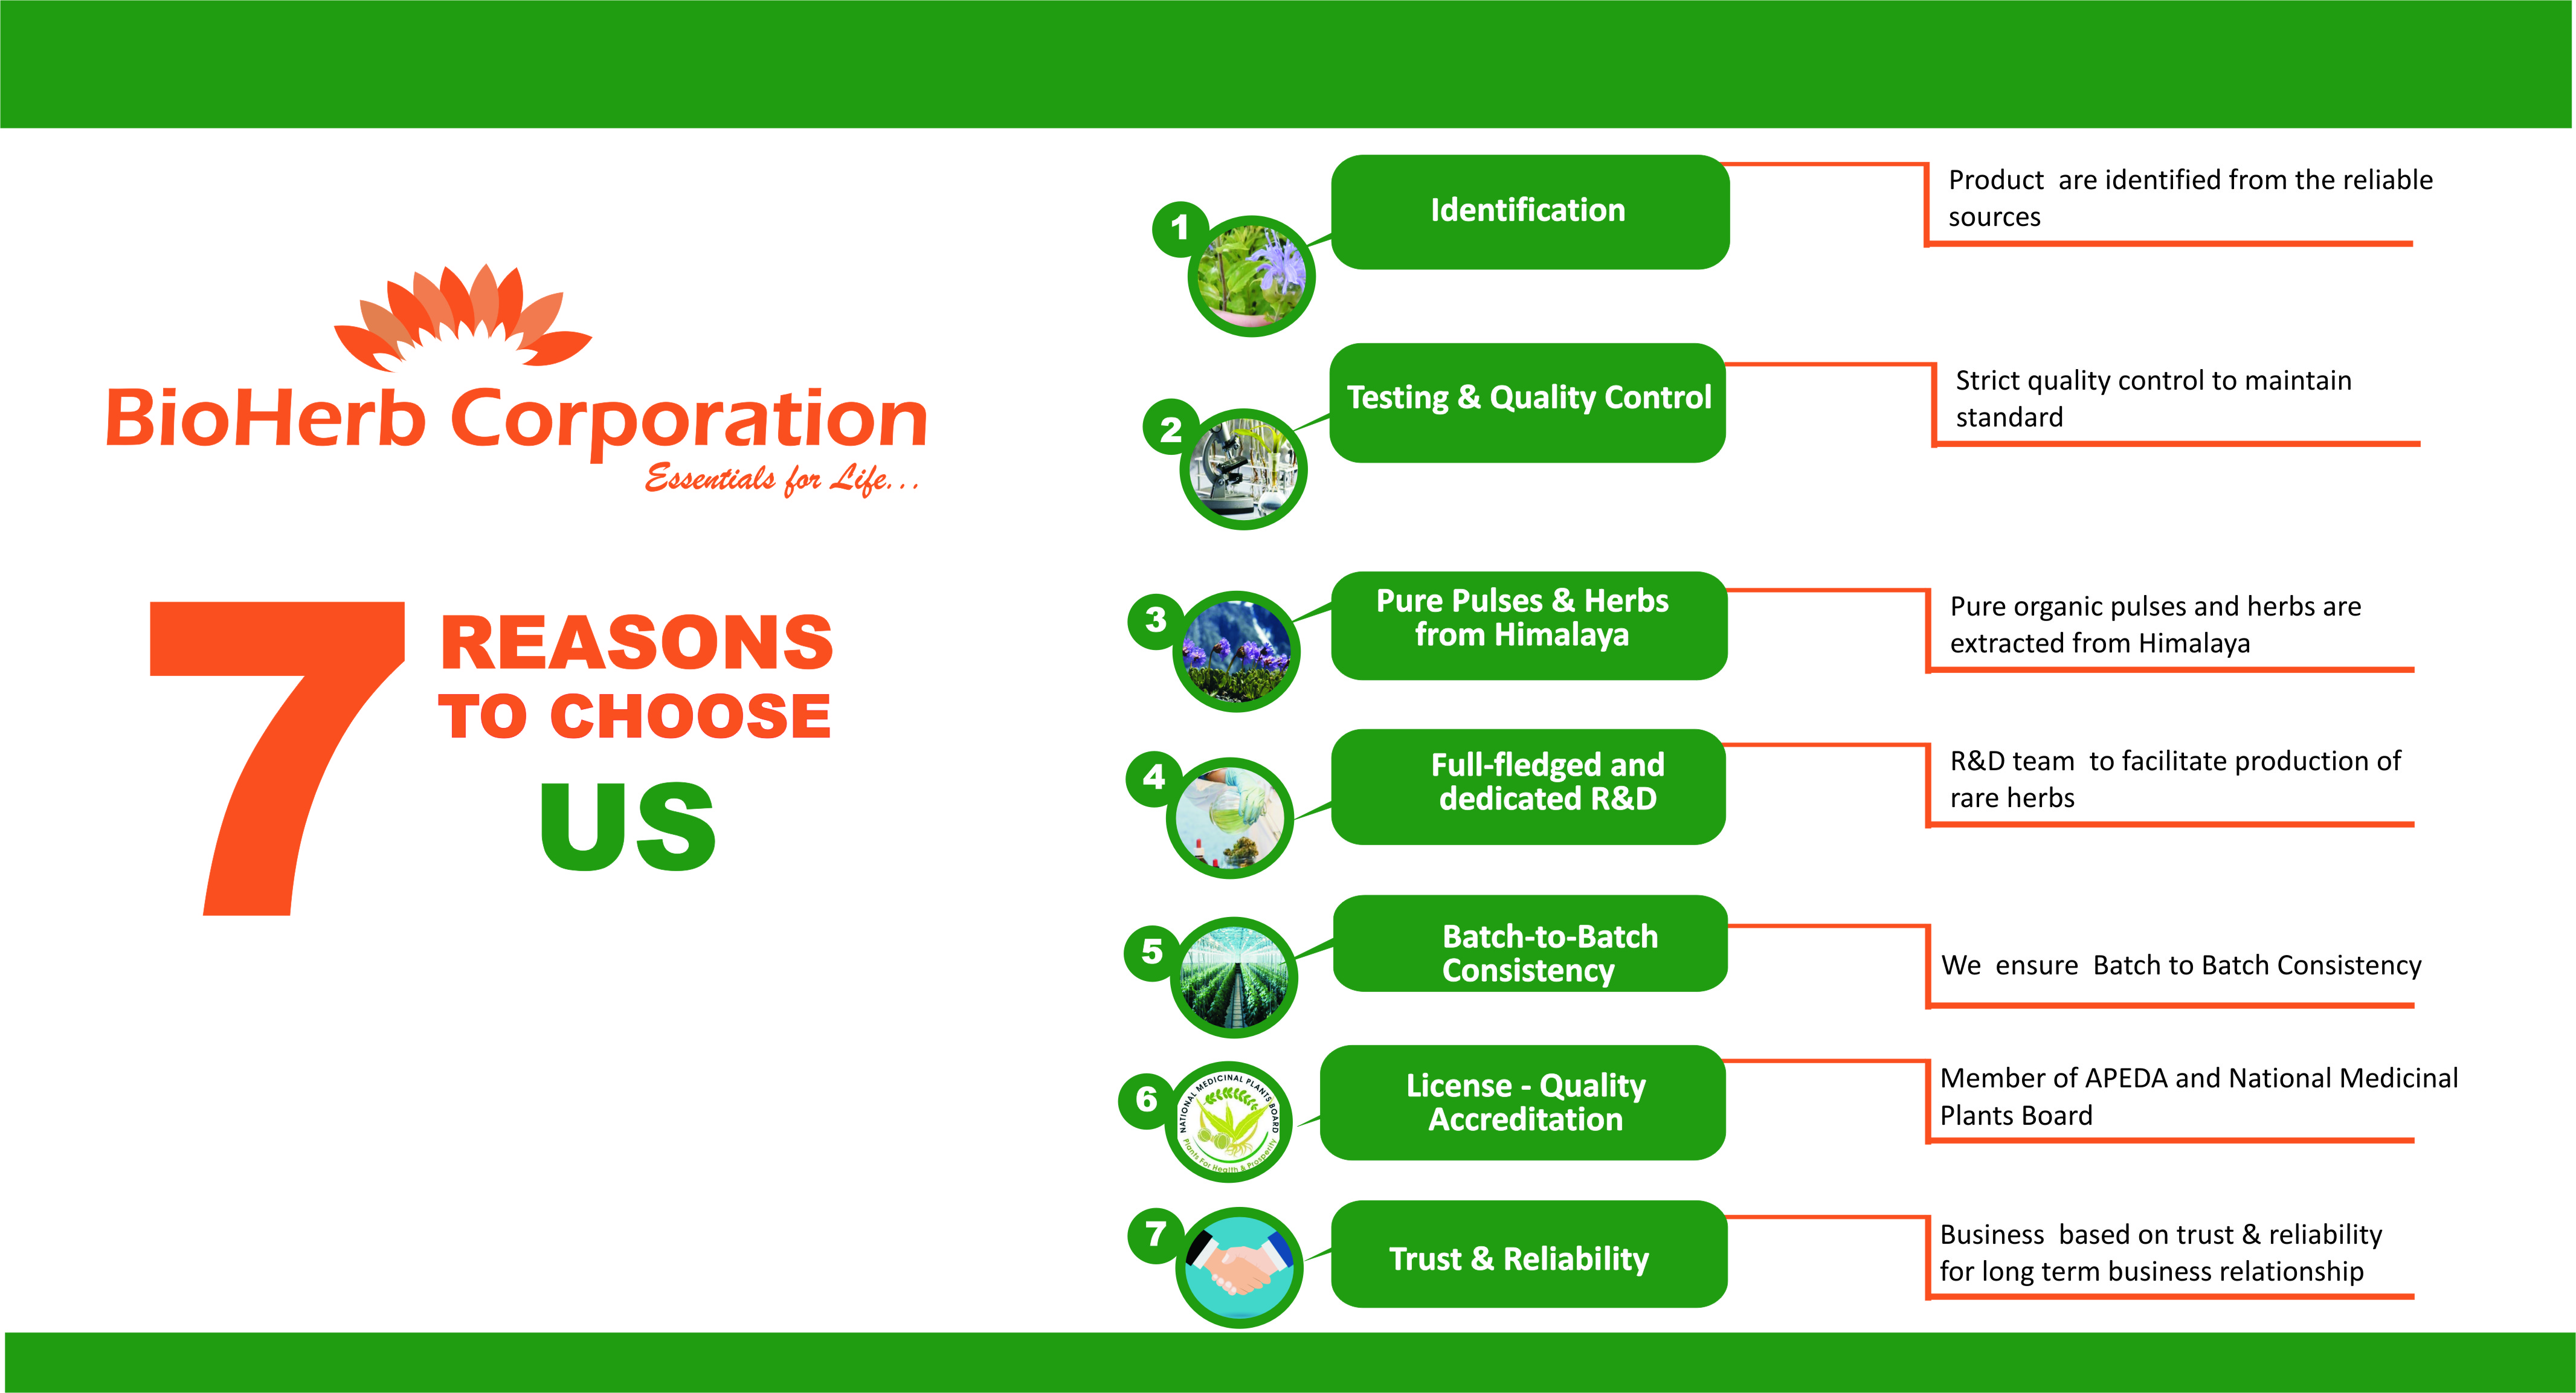 BioHerb Corporation
Essentials for Life...
7
REASONS
TO CHOOSE
US
1
Identification
Product are identified from the reliable
sources
2
Testing & Quality Control
Strict quality control to maintain
standard
3
Pure Pulses & Herbs
from Himalaya
Pure organic pulses and herbs are
extracted from Himalaya
4
Full-fledged and
dedicated R&D
R&D team to facilitate production of
rare herbs
5
Batch-to-Batch
Consistency
We ensure Batch to Batch Consistency
6
NATIONAL MEDICINAL PLANTS BOARD
Plants For Health & Prosperity
License - Quality
Accreditation
Member of APEDA and National Medicinal
Plants Board
7
Trust & Reliability
Business based on trust & reliability
for long term business relationship